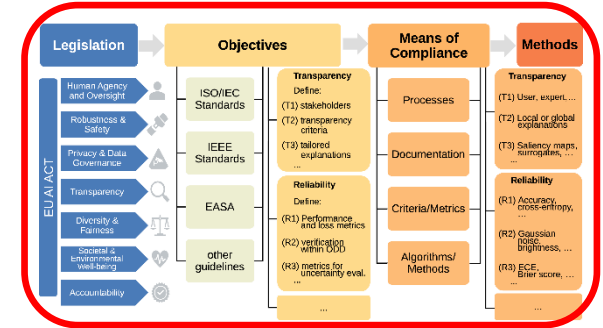 Legislation
Objectives
Means of
Compliance
Methods
EU AI ACT
Human Agency
and Oversight
Robustness &
Safety
Privacy & Data
Governance
Transparency
Diversity &
Fairness
Societal &
Environmental
Well-being
Accountability
ISO/IEC
Standards
IEEE
Standards
EASA
other
guidelines
Transparency
Define:
(T1) stakeholders
(T2) transparency
criteria
(T3) tailored
explanations
...
Reliability
Define:
(R1) Performance
and loss metrics
(R2) verification
within ODD
(R3) metrics for
uncertainty eval.
...
...
Processes
Documentation
Criteria/Metrics
Algorithms/
Methods
Transparency
(T1) User, expert,...
(T2) Local or global
explanations
(T3) Saliency maps,
surrogates, ...
...
Reliability
(R1) Accuracy,
cross-entropy,
...
(R2) Gaussian
noise,
brightness, ...
(R3) ECE,
Brier score, ...
...
...